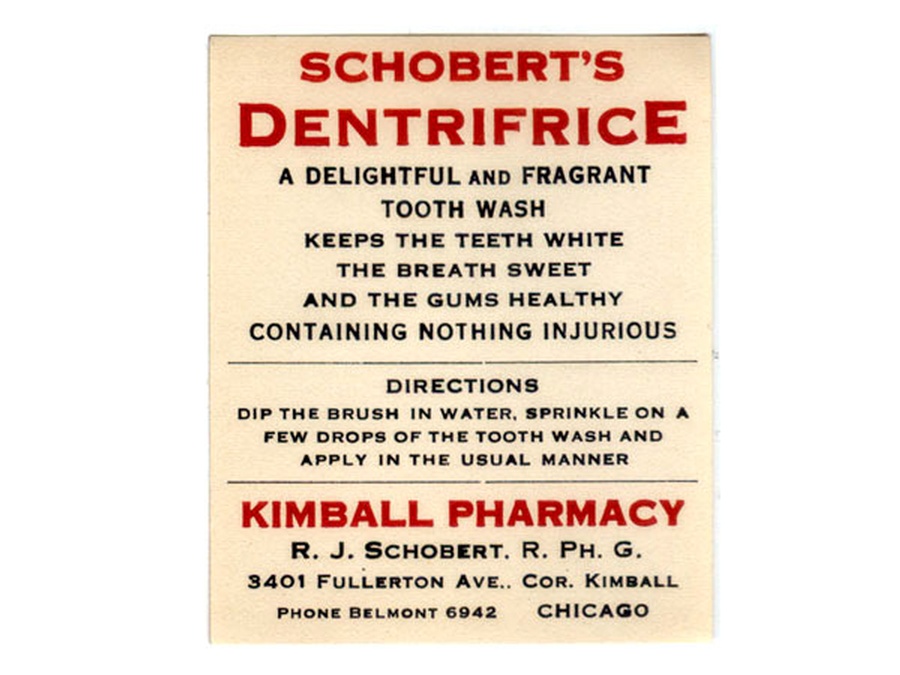 SCHOBERT'S
DENTRIFRICE
A DELIGHTFUL AND FRAGRANT
TOOTH WASH
KEEPS THE TEETH WHITE
THE BREATH SWEET
AND THE GUMS HEALTHY
CONTAINING NOTHING INJURIOUS
DIRECTIONS
DIP THE BRUSH IN WATER, SPRINKLE ON A
FEW DROPS OF THE TOOTH WASH AND
APPLY IN THE USUAL MANNER
KIMBALL PHARMACY
R. J. SCHOBERT. R. PH. G.
3401 FULLERTON AVE.. COR. KIMBALL
PHONE BELMONT 6942 CHICAGO